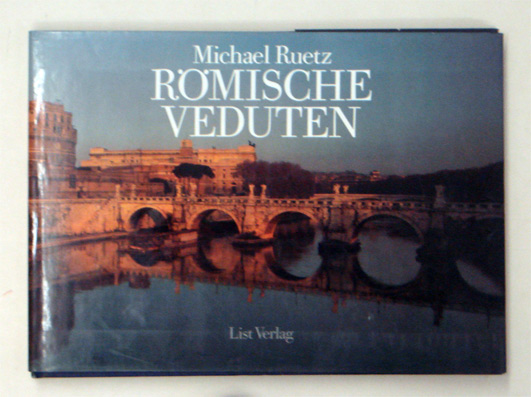 Michael Ruetz
RÖMISCHE
VEDUTEN
List Verlag